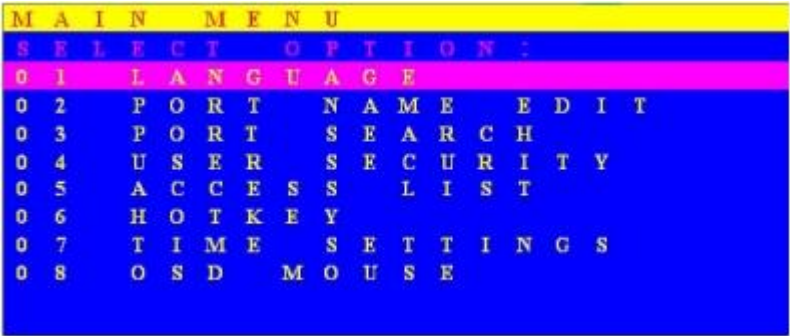 MAIN MENU
SELECT OPTION:
01 LANGUAGE
02 PORT NAME EDIT
03 PORT SEARCH
04 USER SECURITY
05 ACCESS LIST
06 HOTKEY
07 TIME SETTINGS
08 OSD MOUSE